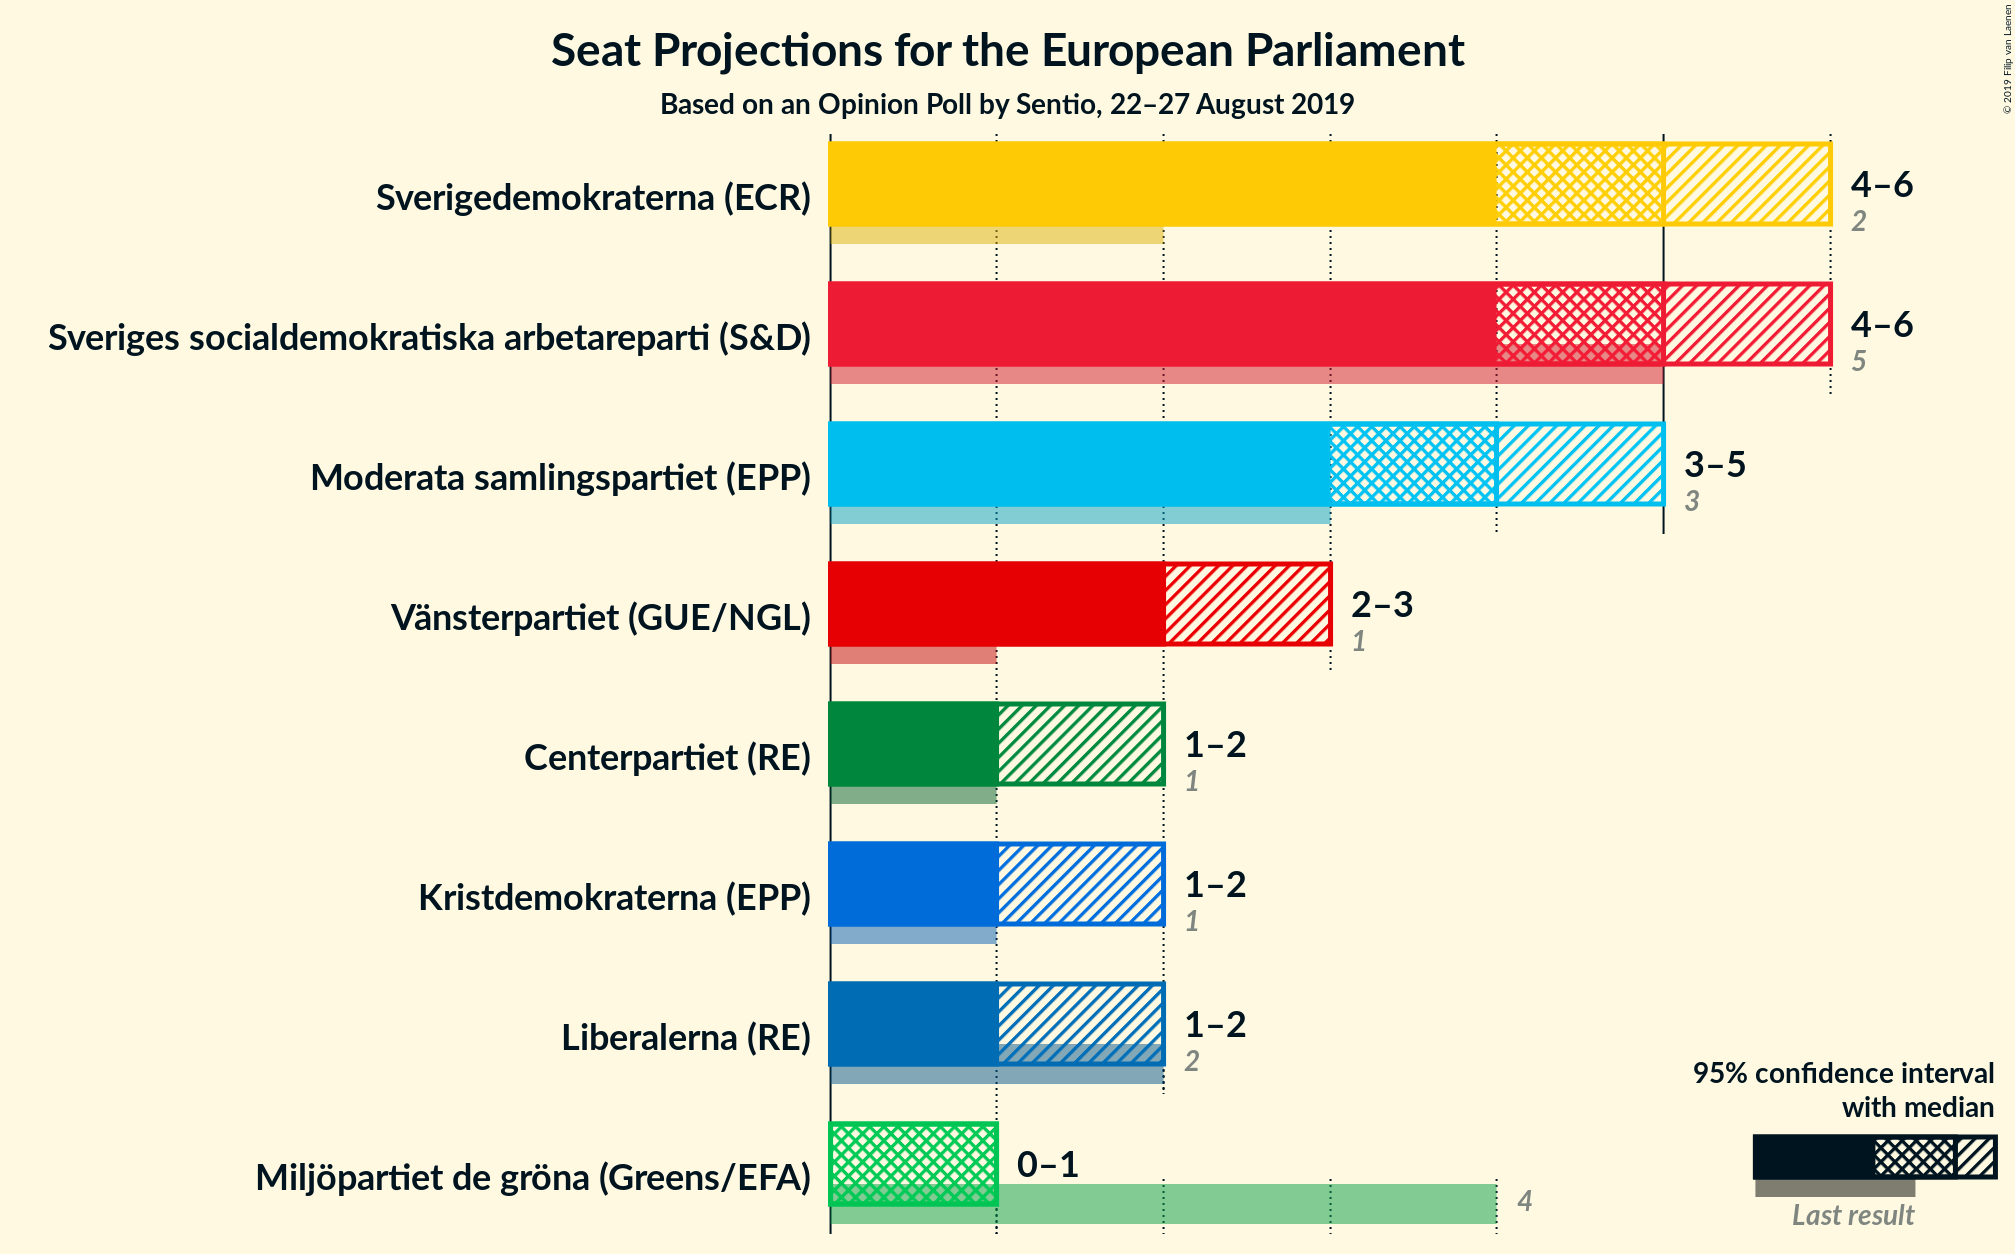 Seat Projections for the European Parliament
Based on an Opinion Poll by Sentio, 22–27 August 2019
© 2019 Filip van Laenen
Sverigedemokraterna (ECR)
4–6
2
Sveriges socialdemokratiska arbetareparti (S&D)
4–6
5
Moderata samlingspartiet (EPP)
3–5
3
Vänsterpartiet (GUE/NGL)
2–3
1
Centerpartiet (RE)
1–2
1
Kristdemokraterna (EPP)
1–2
1
Liberalerna (RE)
1–2
2
Miljöpartiet de gröna (Greens/EFA)
0–1
4
95% confidence interval
with median
Last result